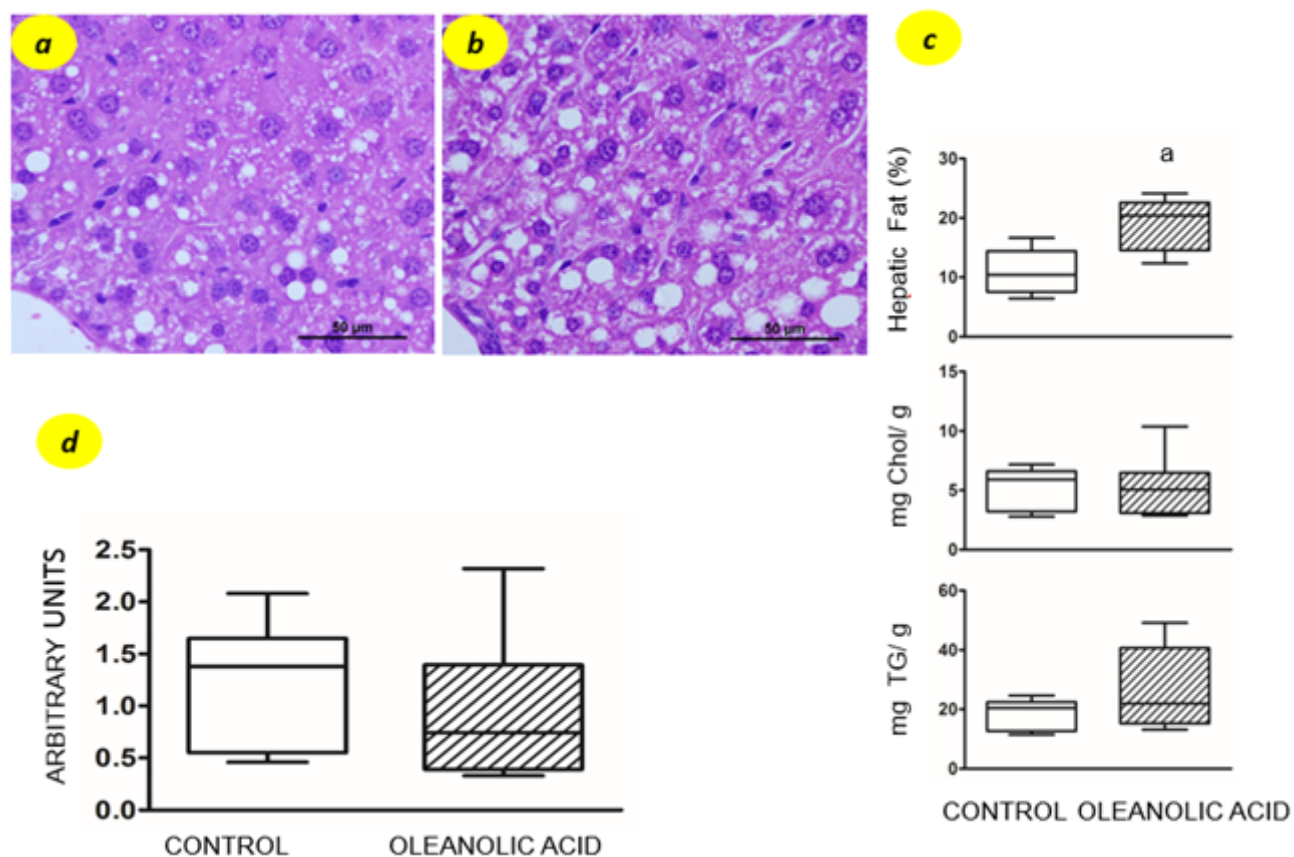 a
b
c
50 µm
50 µm
Hepatic Fat (%)
30
20
10
0
a
mg Chol/ g
15
10
5
0
mg TG/ g
60
40
20
0
CONTROL OLEANOLIC ACID
d
ARBITRARY UNITS
2.5
2.0
1.5
1.0
0.5
0.0
CONTROL
OLEANOLIC ACID